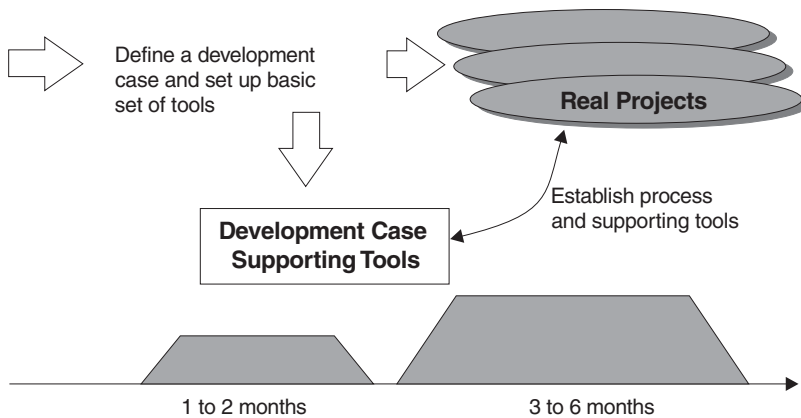 Define a development
case and set up basic
set of tools
Real Projects
Establish process
and supporting tools
Development Case
Supporting Tools
1 to 2 months
3 to 6 months